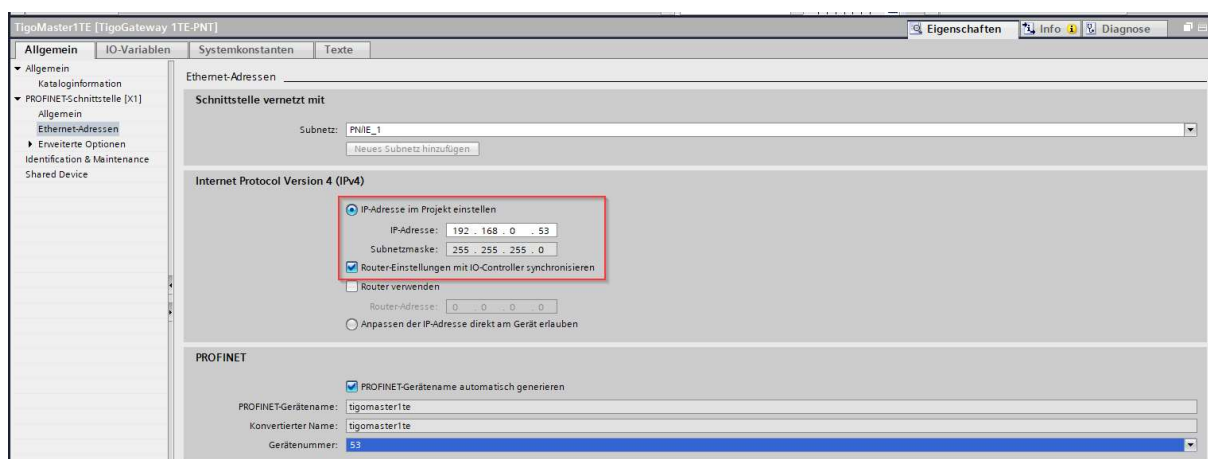 TigoMaster1TE [TigoGateway 1TE-PNT]
Eigenschaften Info Diagnose
Allgemein IO-Variablen Systemkonstanten Texte
Allgemein
Kataloginformation
PROFINET-Schnittstelle [X1]
Allgemein
Ethernet-Adressen
Erweiterte Optionen
Identification & Maintenance
Shared Device
Ethernet-Adressen
Schnittstelle vernetzt mit
Subnetz: PN/IE_1
Neues Subnetz hinzufügen
Internet Protocol Version 4 (IPv4)
IP-Adresse im Projekt einstellen
IP-Adresse: 192 . 168 . 0 . 53
Subnetzmaske: 255 . 255 . 255 . 0
Router-Einstellungen mit IO-Controller synchronisieren
Router verwenden
Router-Adresse: 0 . 0 . 0 . 0
Anpassen der IP-Adresse direkt am Gerät erlauben
PROFINET
PROFINET-Gerätename automatisch generieren
PROFINET-Gerätename: tigomaster1te
Konvertierter Name: tigomaster1te
Gerätenummer: 53